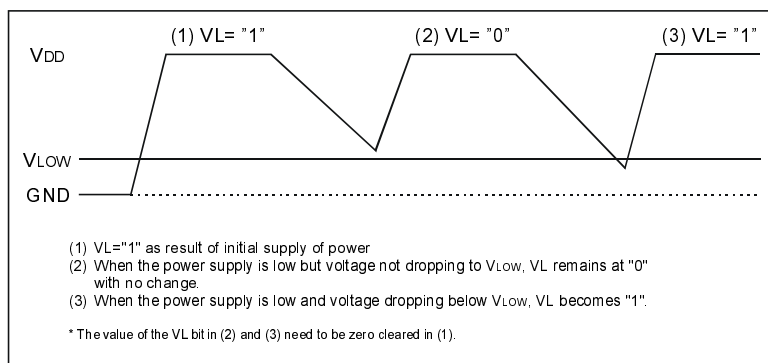 (1) VL= "1"
(2) VL= "0"
(3) VL= "1"
VDD
VLOW
GND
(1) VL="1" as result of initial supply of power
(2) When the power supply is low but voltage not dropping to VLOW, VL remains at "0"
with no change.
(3) When the power supply is low and voltage dropping below VLOW, VL becomes "1".
* The value of the VL bit in (2) and (3) need to be zero cleared in (1).